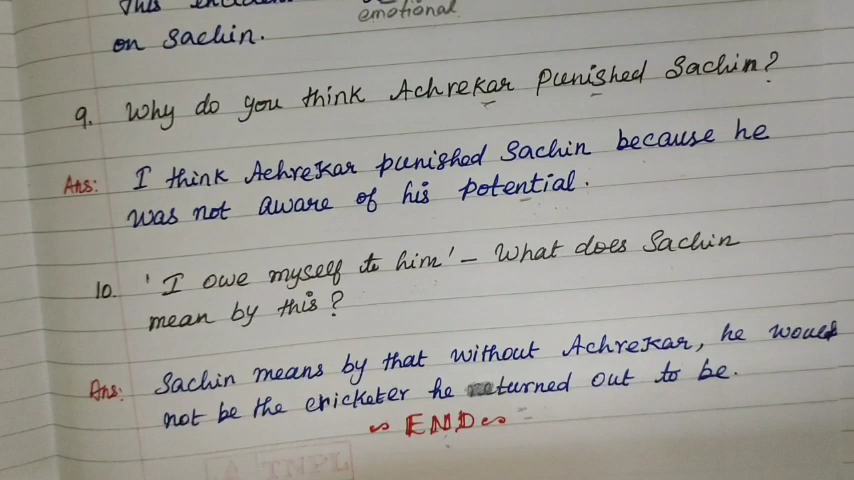 This
emotional
on Sachin.
9. Why do you think Achrekar punished Sachin?
Ans: I think Achrekar punished Sachin because he
was not aware of his potential.
10. 'I owe myself to him' - What does Sachin
mean by this?
Ans: Sachin means by that without Achrekar, he would
not be the cricketer he turned out to be.
END
TNPL